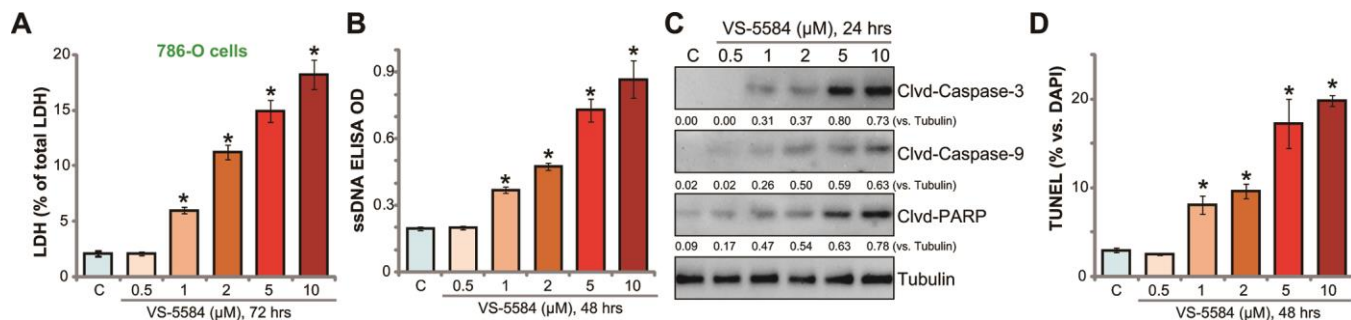 A
786-O cells
LDH (% of total LDH)
20
15
10
5
0
*
*
*
*
C 0.5 1 2 5 10
VS-5584 (µM), 72 hrs
B
ssDNA ELISA OD
0.9
0.6
0.3
0
*
*
*
*
C 0.5 1 2 5 10
VS-5584 (µM), 48 hrs
C
VS-5584 (µM), 24 hrs
C 0.5 1 2 5 10
Clvd-Caspase-3
0.00 0.00 0.31 0.37 0.80 0.73 (vs. Tubulin)
Clvd-Caspase-9
0.02 0.02 0.26 0.50 0.59 0.63 (vs. Tubulin)
Clvd-PARP
0.09 0.17 0.47 0.54 0.63 0.78 (vs. Tubulin)
Tubulin
D
TUNEL (% vs. DAPI)
20
10
0
*
*
*
*
C 0.5 1 2 5 10
VS-5584 (µM), 48 hrs